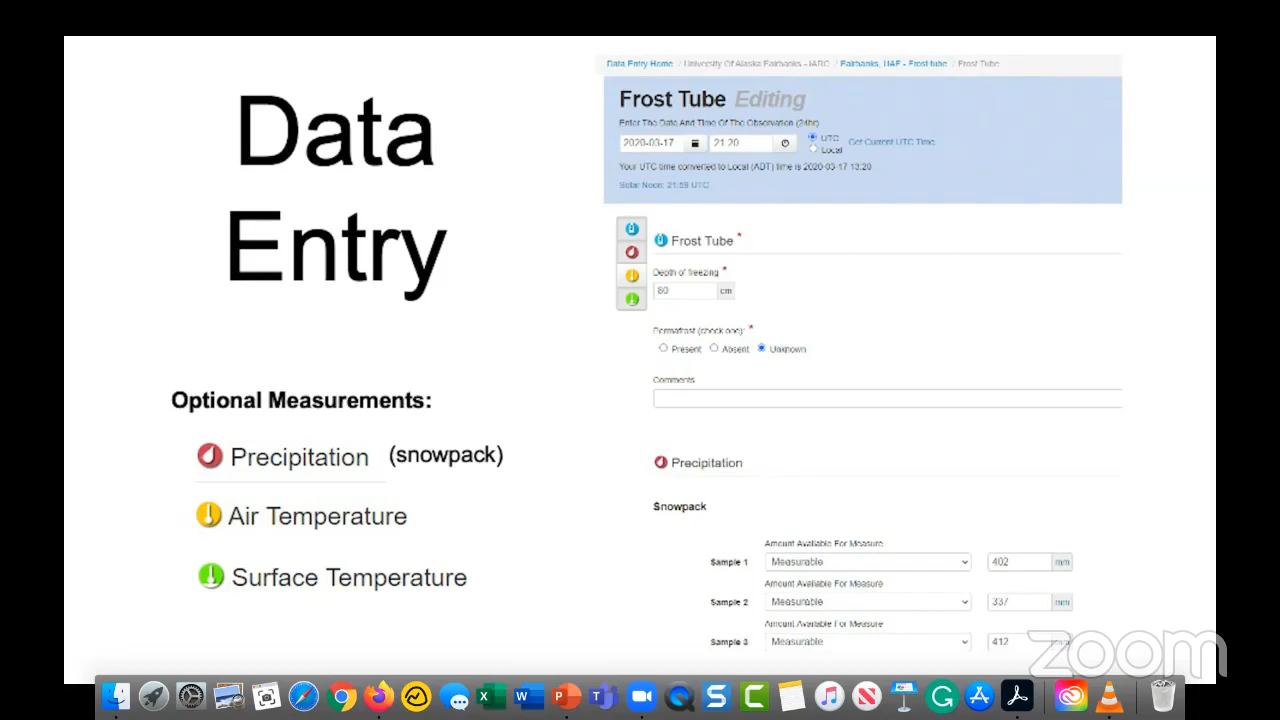 Data
Entry
Optional Measurements:
Precipitation (snowpack)
Air Temperature
Surface Temperature
Data Entry Home / University Of Alaska Fairbanks - IARC / Fairbanks, UAF - Frost tube / Frost Tube
Frost Tube Editing
Enter The Date And Time Of The Observation (24hr)
2020-03-17 21:20 UTC Get Current UTC Time
Local
Your UTC time converted to Local (ADT) time is 2020-03-17 13:20
Solar Noon: 21:59 UTC
Frost Tube *
Depth of freezing *
60 cm
Permafrost (check one): *
Present Absent Unknown
Comments
Precipitation
Snowpack
Amount Available For Measure
Sample 1 Measurable 402 mm
Amount Available For Measure
Sample 2 Measurable 337 mm
Amount Available For Measure
Sample 3 Measurable 412 mm
zoom